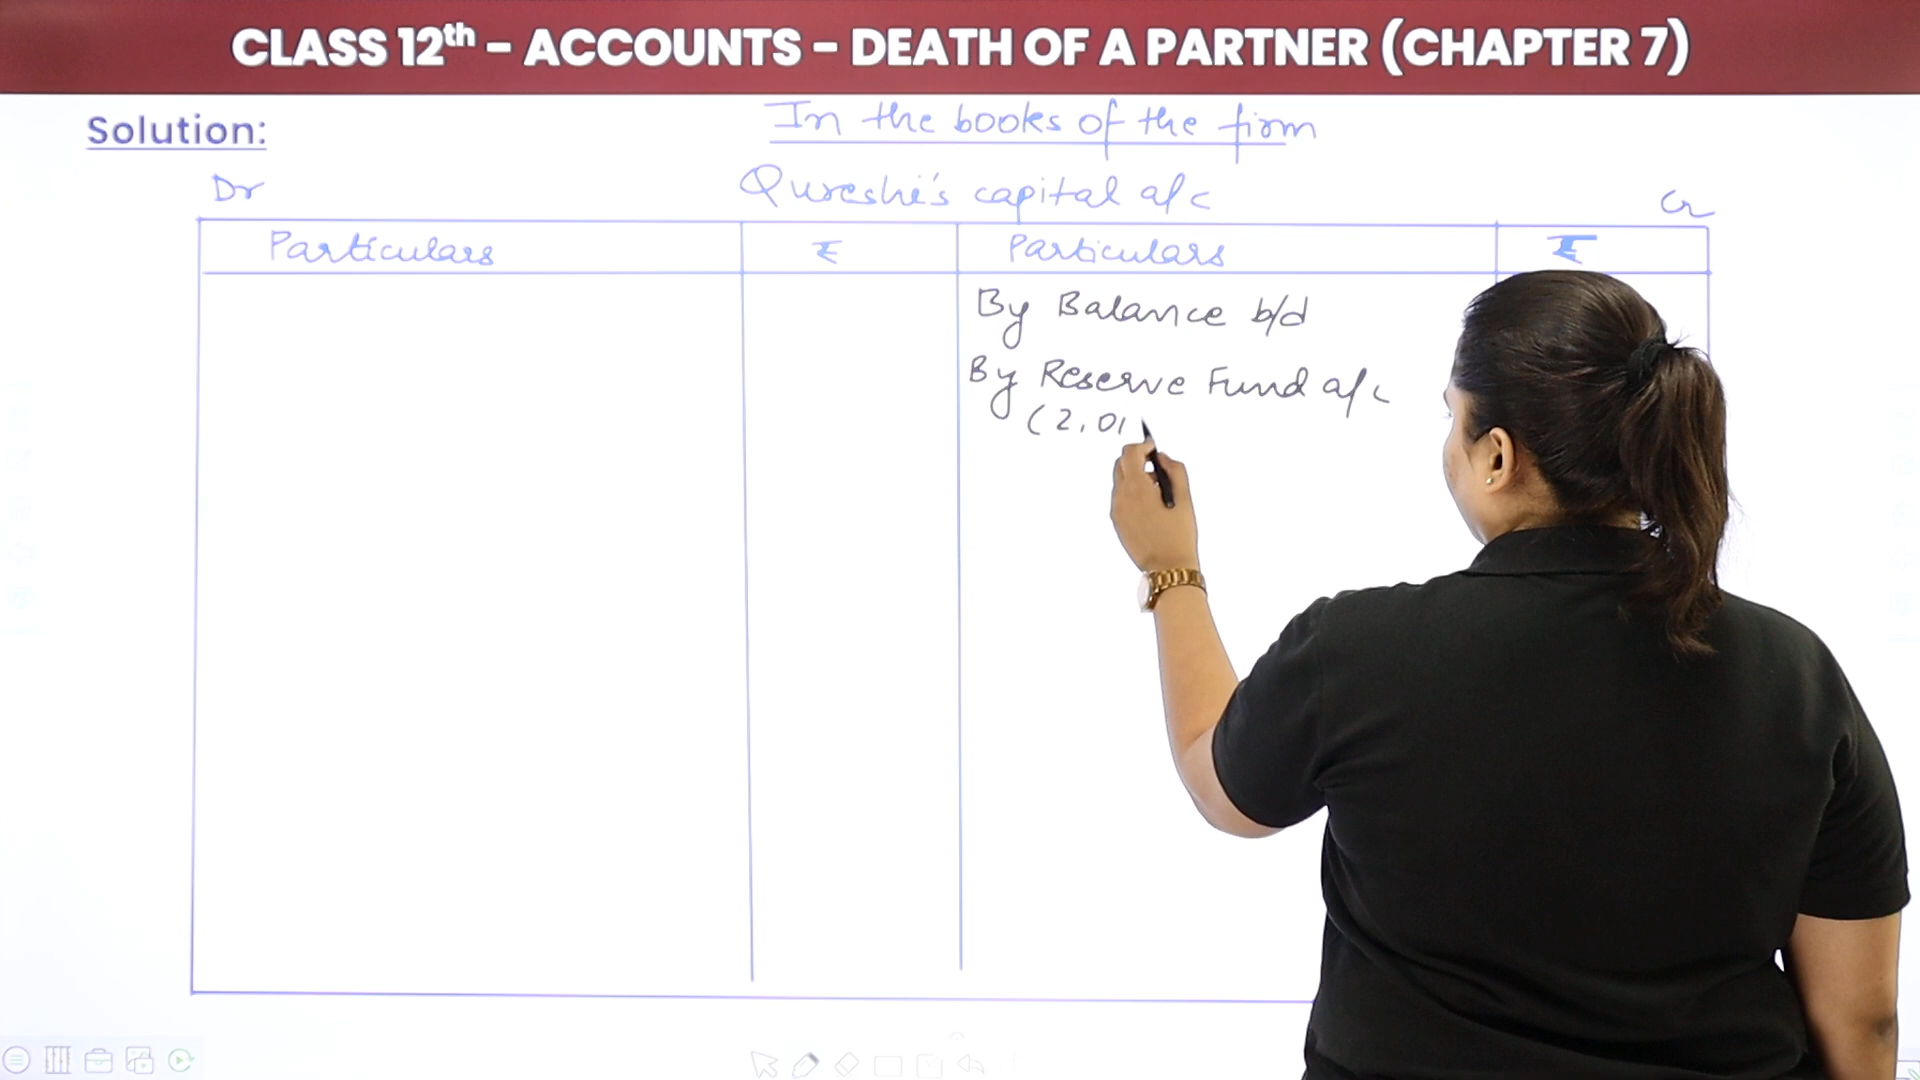 CLASS 12th - ACCOUNTS - DEATH OF A PARTNER (CHAPTER 7)
Solution:
In the books of the firm
Dr Qureshi's capital a/c Cr
Particulars ₹ Particulars ₹
By Balance b/d
By Reserve Fund a/c
(2,01